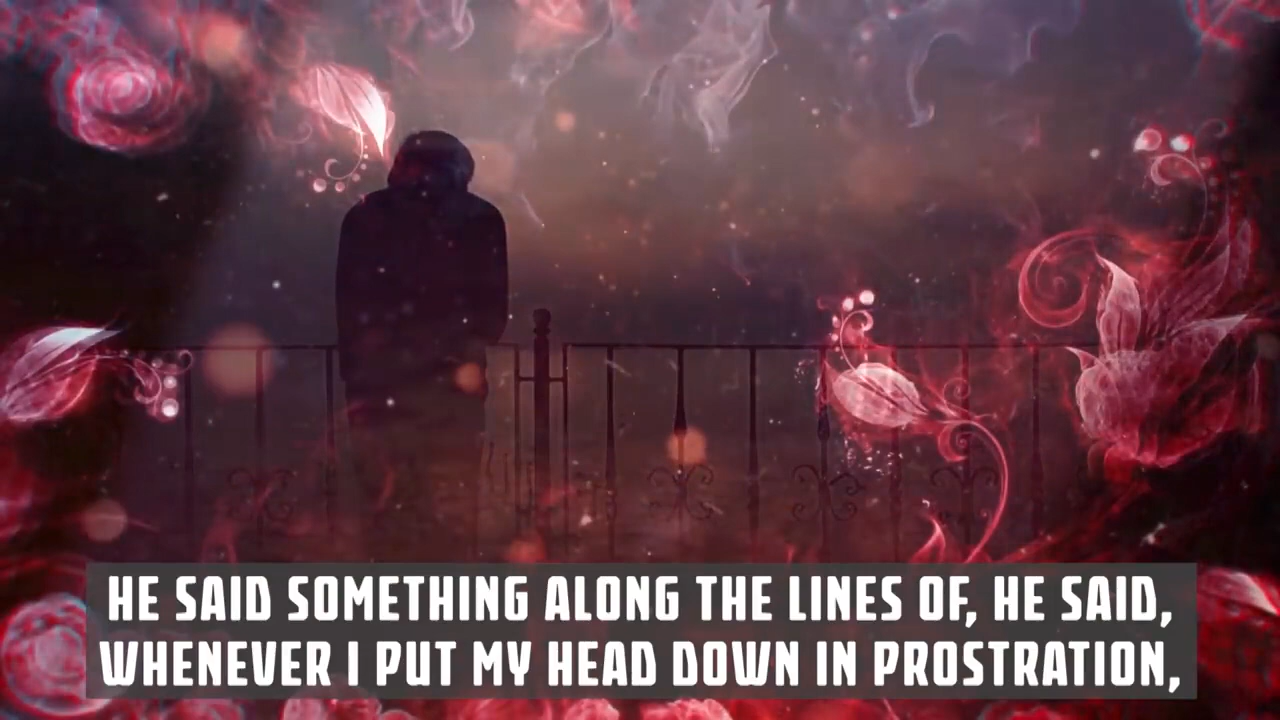 HE SAID SOMETHING ALONG THE LINES OF, HE SAID,
WHENEVER I PUT MY HEAD DOWN IN PROSTRATION,